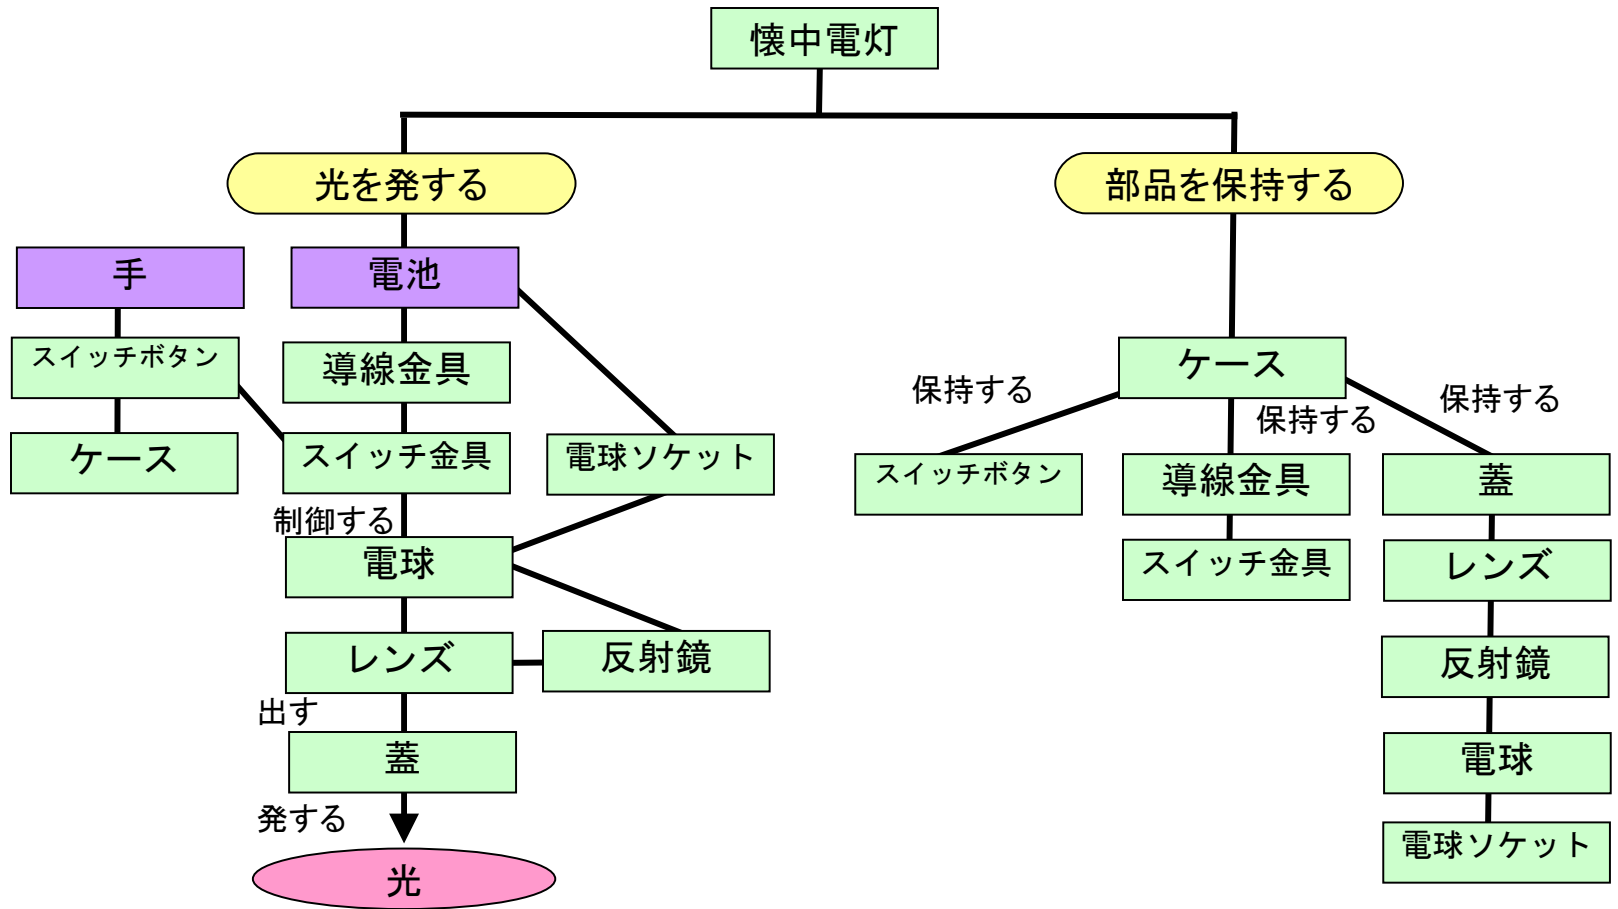 懐中電灯
光を発する
部品を保持する
手
電池
スイッチボタン
導線金具
ケース
スイッチ金具
電球ソケット
制御する
電球
レンズ
反射鏡
出す
蓋
発する
光
ケース
保持する
保持する
保持する
スイッチボタン
導線金具
蓋
スイッチ金具
レンズ
反射鏡
電球
電球ソケット